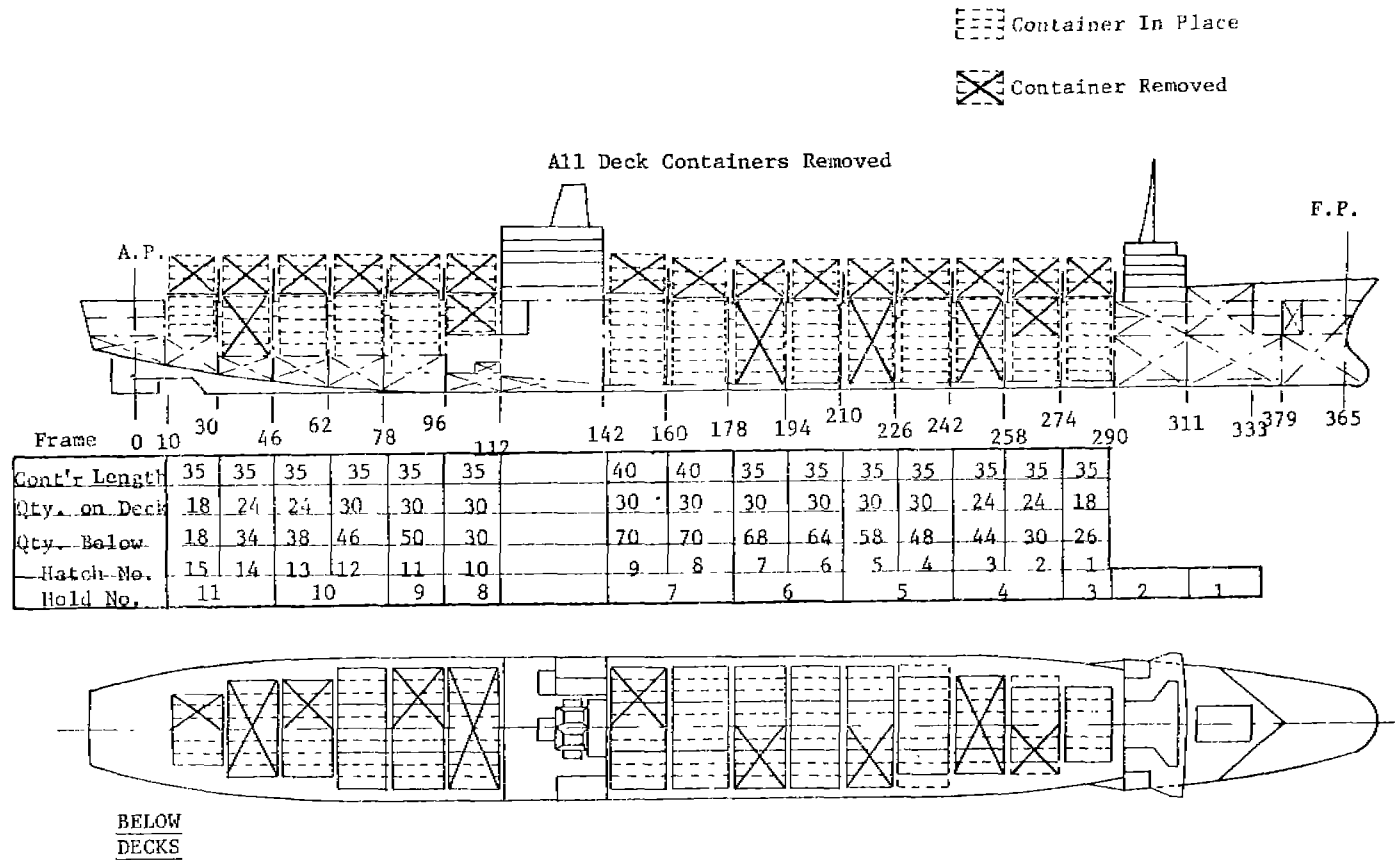 Container In Place
Container Removed
All Deck Containers Removed
A.P.
F.P.
Frame 0 10 30 46 62 78 96 112 142 160 178 194 210 226 242 258 274 290 311 333 379 365
Cont'r Length 35 35 35 35 35 35 40 40 35 35 35 35 35 35 35
Qty. on Deck 18 24 24 30 30 30 30 30 30 30 30 30 24 24 18
Qty. Below 18 34 38 46 50 30 70 70 68 64 58 48 44 30 26
Hatch No. 15 14 13 12 11 10 9 8 7 6 5 4 3 2 1
Hold No. 11 10 9 8 7 6 5 4 3 2 1
BELOW
DECKS